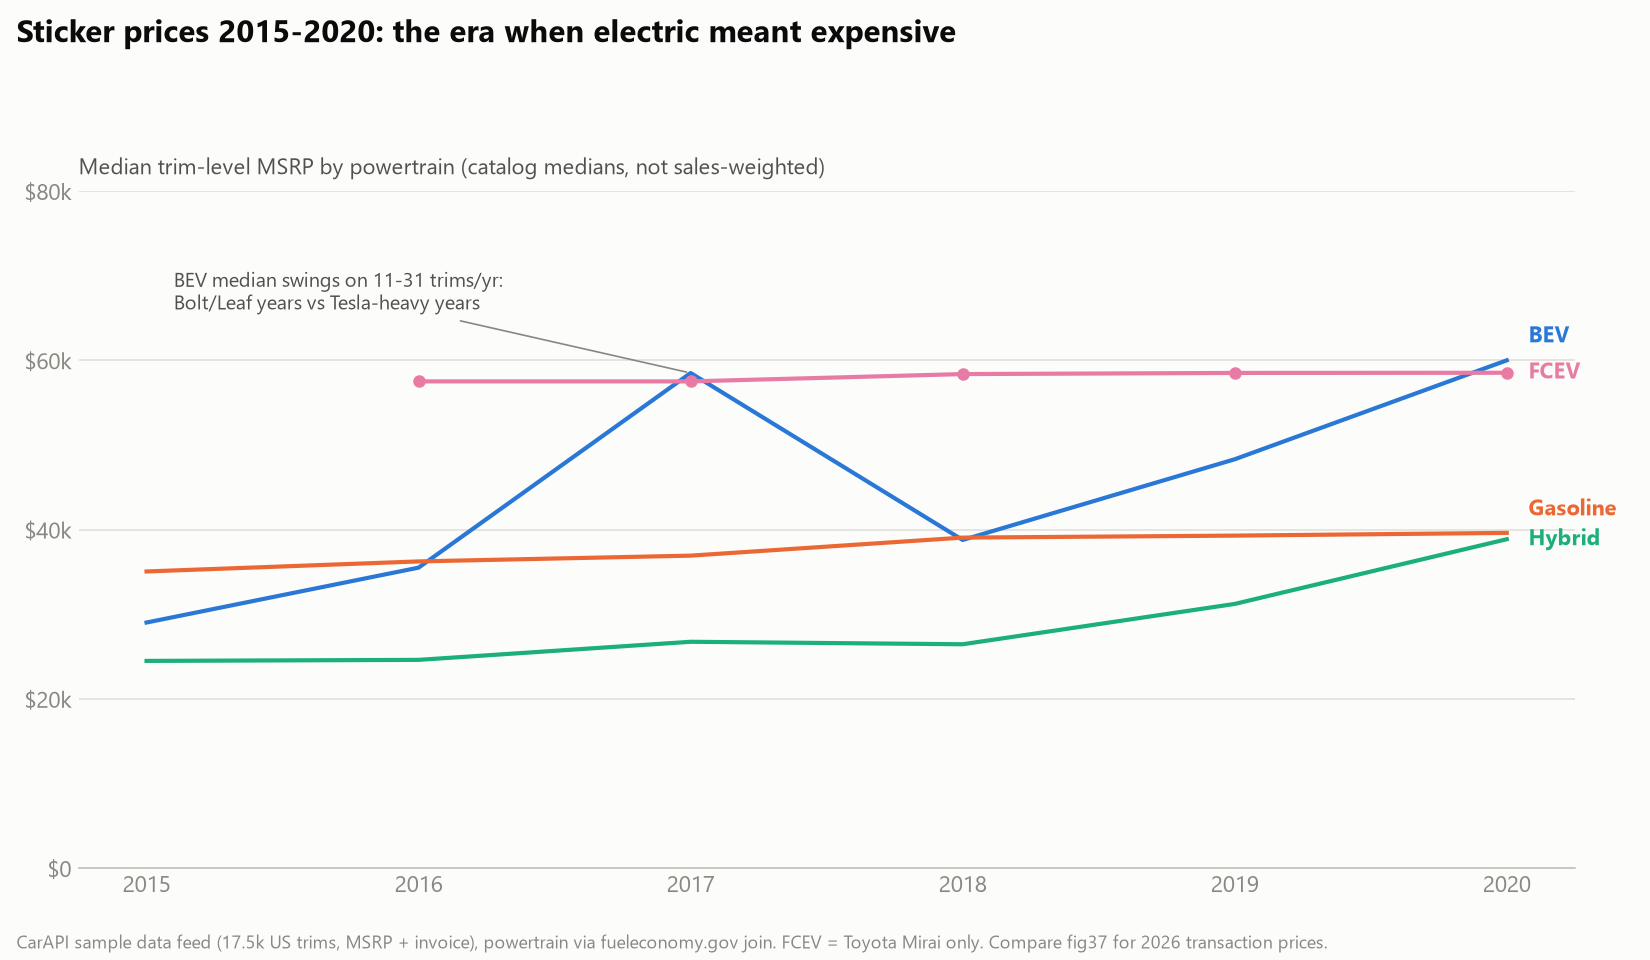 Sticker prices 2015-2020: the era when electric meant expensive
Median trim-level MSRP by powertrain (catalog medians, not sales-weighted)
$80k
BEV median swings on 11-31 trims/yr:
Bolt/Leaf years vs Tesla-heavy years
BEV
$60k
FCEV
Gasoline
$40k
Hybrid
$20k
$0
2015 2016 2017 2018 2019 2020
CarAPI sample data feed (17.5k US trims, MSRP + invoice), powertrain via fueleconomy.gov join. FCEV = Toyota Mirai only. Compare fig37 for 2026 transaction prices.